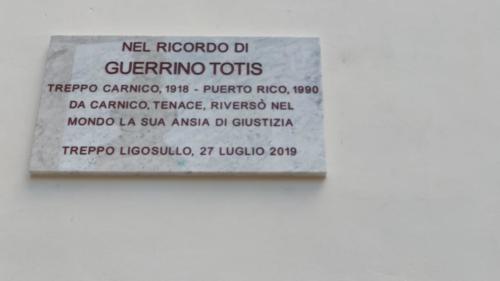 NEL RICORDO DI
GUERRINO TOTIS
TREPPO CARNICO, 1918 - PUERTO RICO, 1990
DA CARNICO, TENACE, RIVERSÒ NEL
MONDO LA SUA ANSIA DI GIUSTIZIA
TREPPO LIGOSULLO, 27 LUGLIO 2019